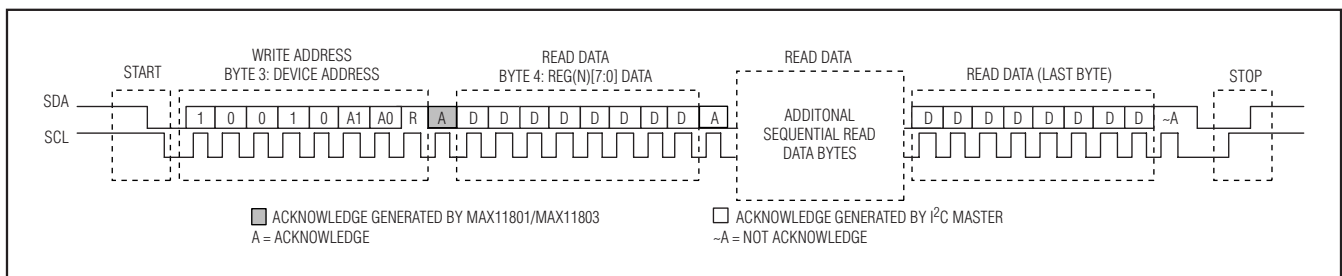 WRITE ADDRESS
BYTE 3: DEVICE ADDRESS
READ DATA
BYTE 4: REG(N)[7:0] DATA
READ DATA
START
READ DATA (LAST BYTE)
STOP
SDA
1 0 0 1 0 A1 A0 R A D D D D D D D D A
D D D D D D D D ~A
SCL
ADDITONAL
SEQUENTIAL READ
DATA BYTES
ACKNOWLEDGE GENERATED BY MAX11801/MAX11803
A = ACKNOWLEDGE
ACKNOWLEDGE GENERATED BY I²C MASTER
~A = NOT ACKNOWLEDGE